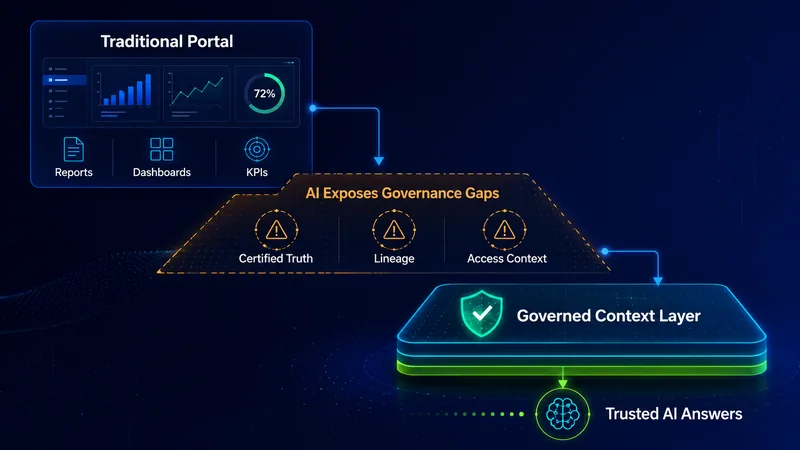 Traditional Portal
72%
Reports
Dashboards
KPIs
AI Exposes Governance Gaps
Certified Truth
Lineage
Access Context
Governed Context Layer
Trusted AI Answers